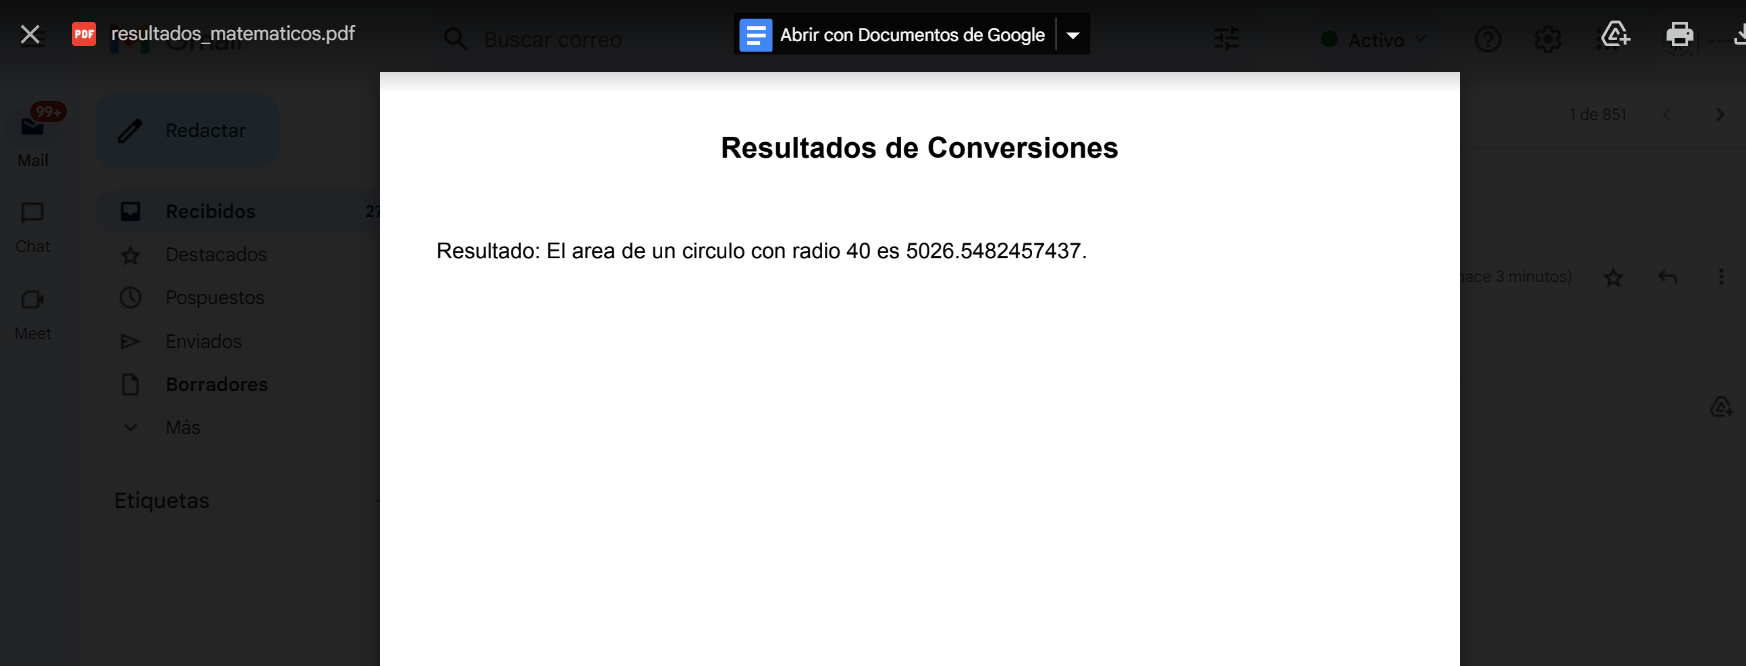 PDF resultados_matematicos.pdf
Gmail
Buscar correo
Abrir con Documentos de Google
Activo
99+
Mail
Chat
Meet
Redactar
Recibidos 27
Destacados
Pospuestos
Enviados
Borradores
Más
Etiquetas
1 de 851
Resultados de Conversiones
Resultado: El area de un circulo con radio 40 es 5026.5482457437.
hace 3 minutos)